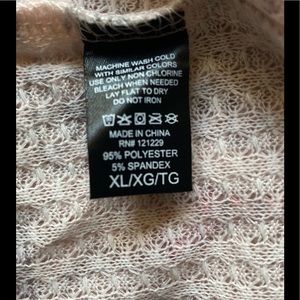 MACHINE WASH COLD
WITH SIMILAR COLORS
USE ONLY NON CHLORINE
BLEACH WHEN NEEDED
LAY FLAT TO DRY
DO NOT IRON
MADE IN CHINA
RN# 121229
95% POLYESTER
5% SPANDEX
XL/XG/TG